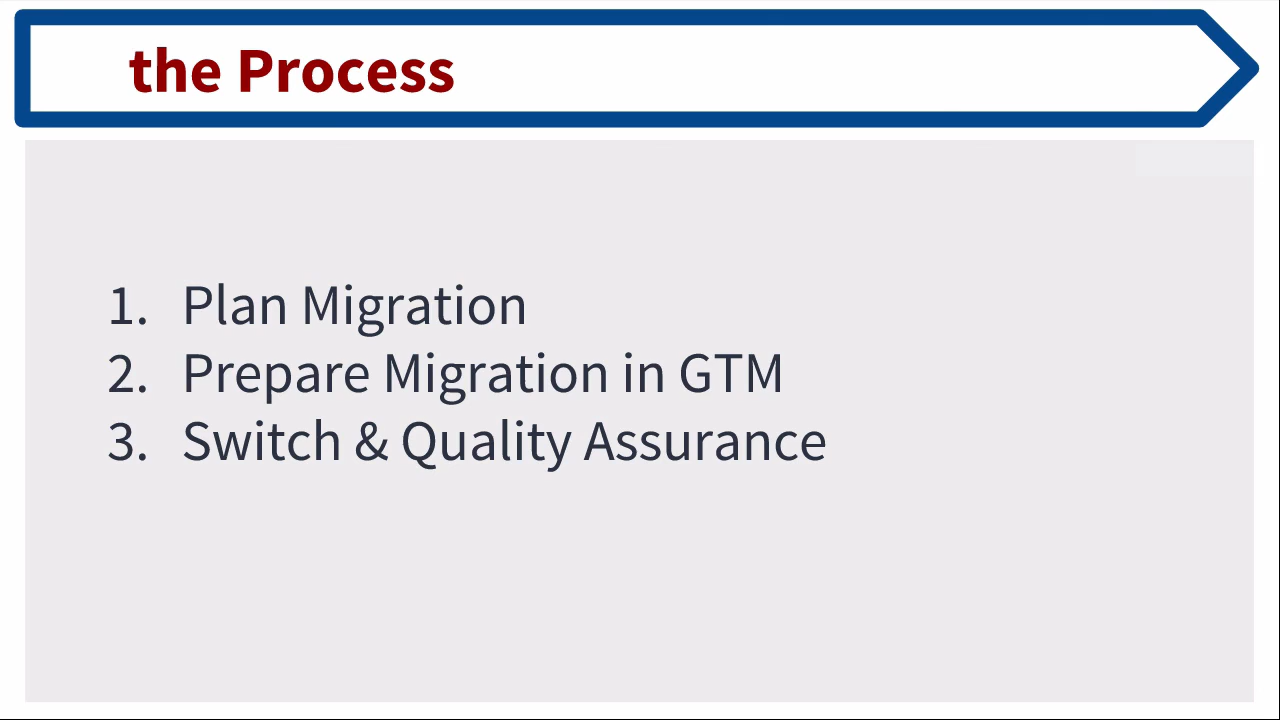 the Process
1. Plan Migration
2. Prepare Migration in GTM
3. Switch & Quality Assurance